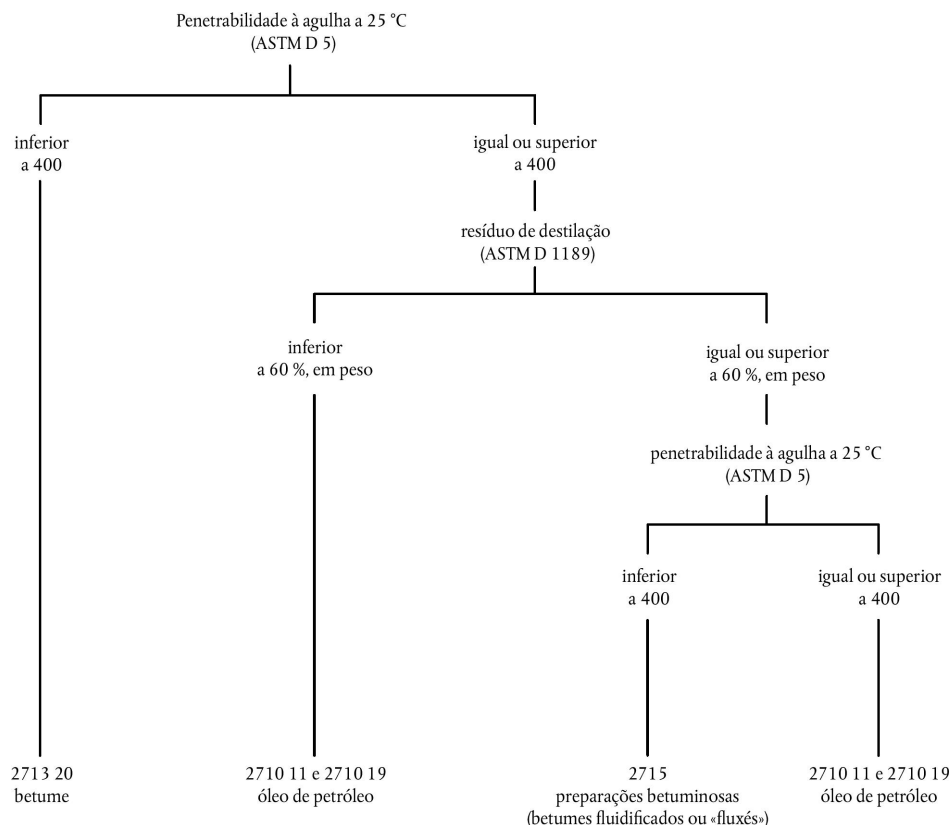 Penetrabilidade à agulha a 25 °C
(ASTM D 5)
inferior
a 400
igual ou superior
a 400
resíduo de destilação
(ASTM D 1189)
inferior
a 60 %, em peso
igual ou superior
a 60 %, em peso
penetrabilidade à agulha a 25 °C
(ASTM D 5)
inferior
a 400
igual ou superior
a 400
2713 20
betume
2710 11 e 2710 19
óleo de petróleo
2715
preparações betuminosas
(betumes fluidificados ou «fluxés»)
2710 11 e 2710 19
óleo de petróleo